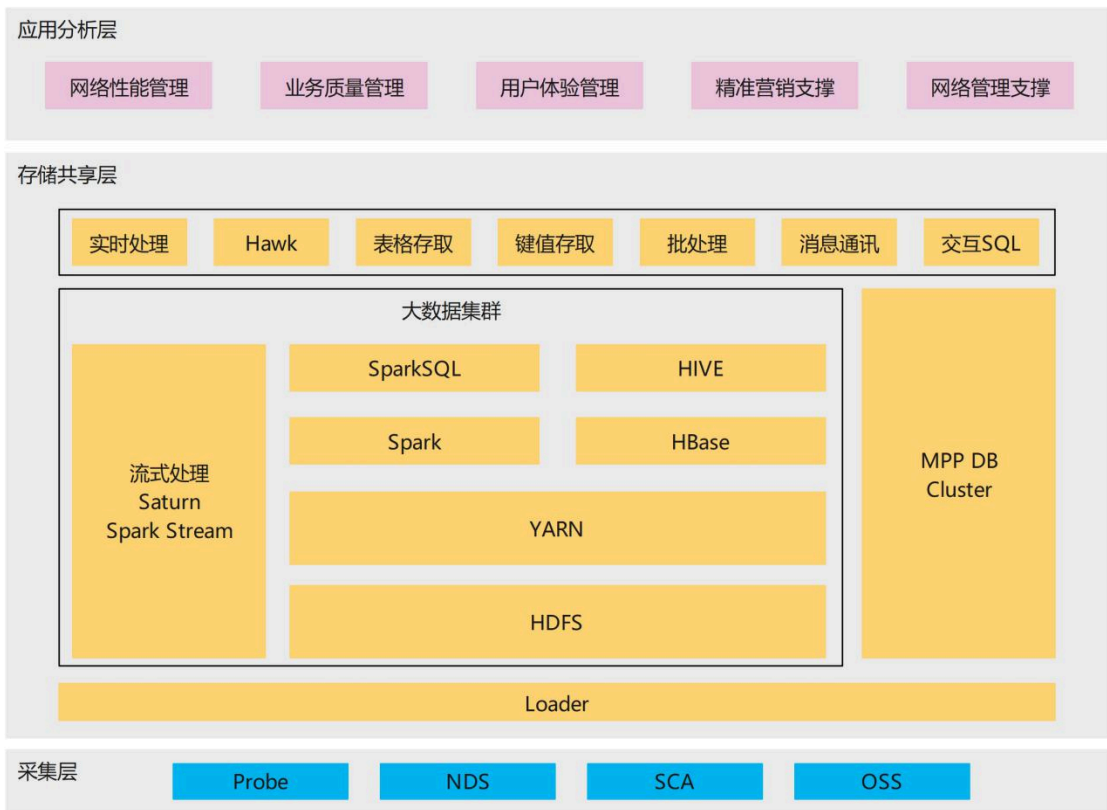 应用分析层
网络性能管理
业务质量管理
用户体验管理
精准营销支撑
网络管理支撑
存储共享层
实时处理
Hawk
表格存取
键值存取
批处理
消息通讯
交互SQL
大数据集群
流式处理
Saturn
Spark Stream
SparkSQL
HIVE
Spark
HBase
YARN
HDFS
MPP DB
Cluster
Loader
采集层
Probe
NDS
SCA
OSS